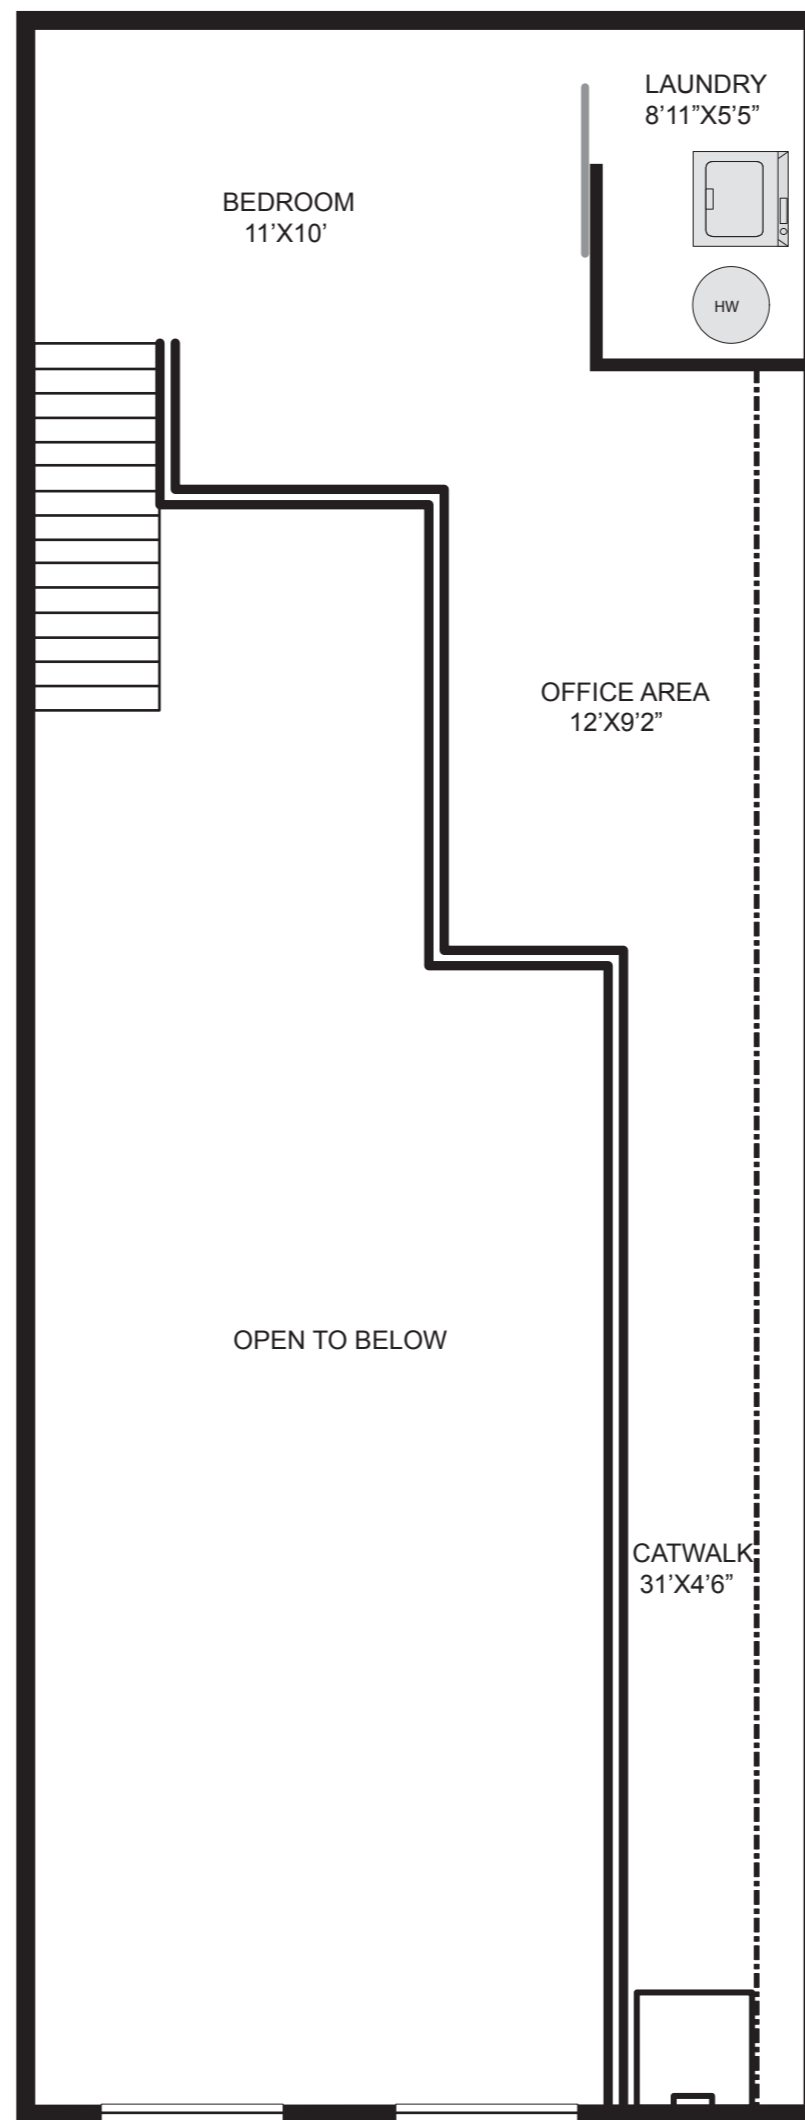 LAUNDRY
8’11”X5’5”
BEDROOM
11’X10’
HW
OFFICE AREA
12’X9’2”
OPEN TO BELOW
CATWALK
31’X4’6”